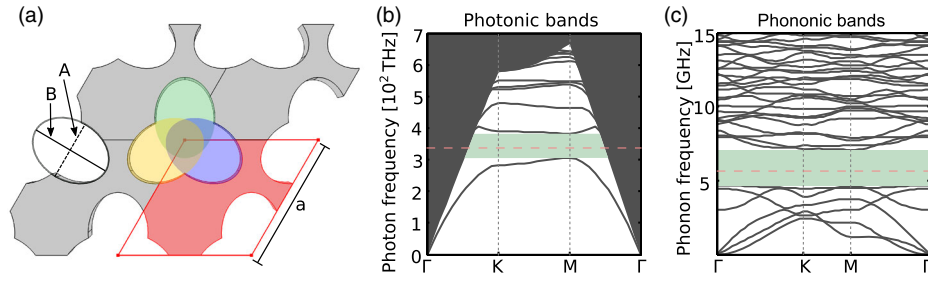 (a)
A
B
a
(b)
Photonic bands
Photon frequency [10² THz]
7
6
5
4
3
2
1
0
Γ
K
M
Γ
(c)
Phononic bands
Phonon frequency [GHz]
15
10
5
Γ
K
M
Γ